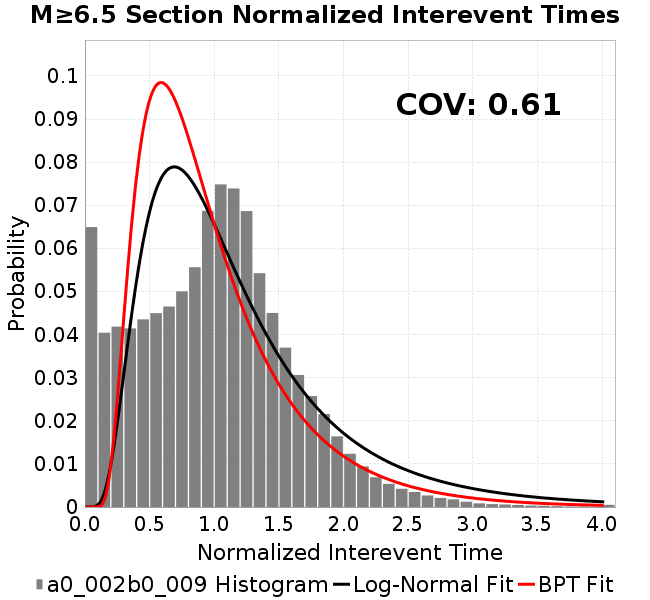 M≥6.5 Section Normalized Interevent Times
COV: 0.61
Probability
0.1
0.09
0.08
0.07
0.06
0.05
0.04
0.03
0.02
0.01
0
0.0 0.5 1.0 1.5 2.0 2.5 3.0 3.5 4.0
Normalized Interevent Time
a0_002b0_009 Histogram Log-Normal Fit BPT Fit